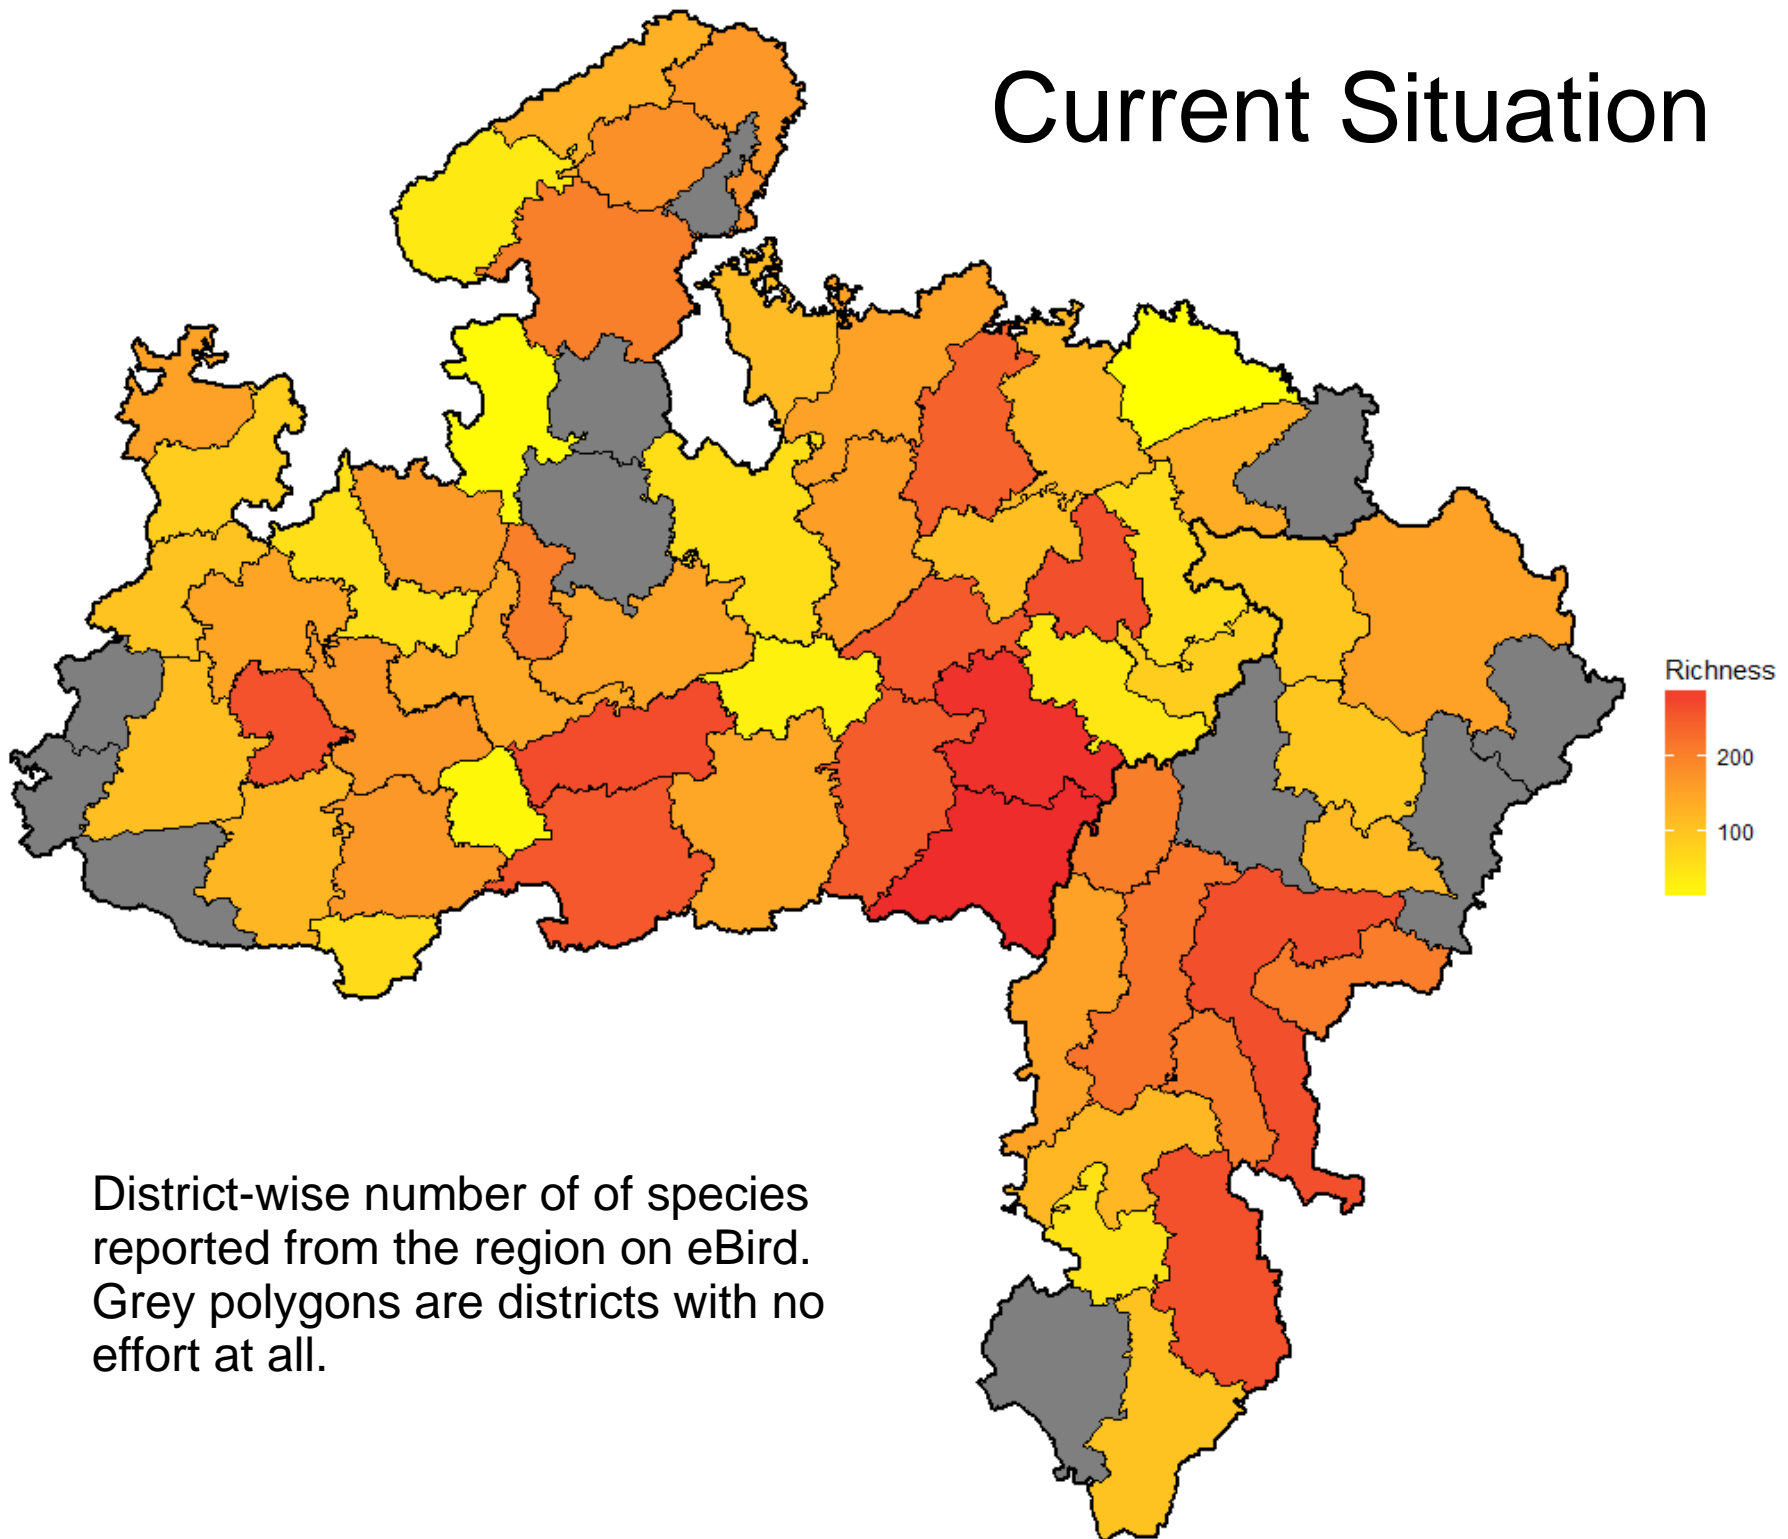 Current Situation
Richness
200
100
District-wise number of of species
reported from the region on eBird.
Grey polygons are districts with no
effort at all.